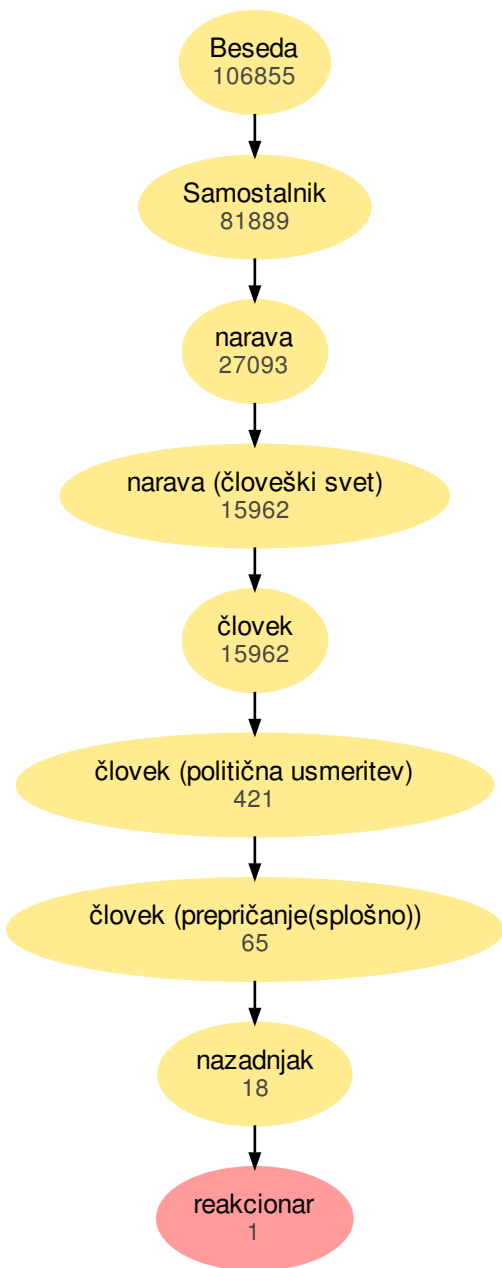 Beseda
106855
Samostalnik
81889
narava
27093
narava (človeški svet)
15962
človek
15962
človek (politična usmeritev)
421
človek (prepričanje(splošno))
65
nazadnjak
18
reakcionar
1